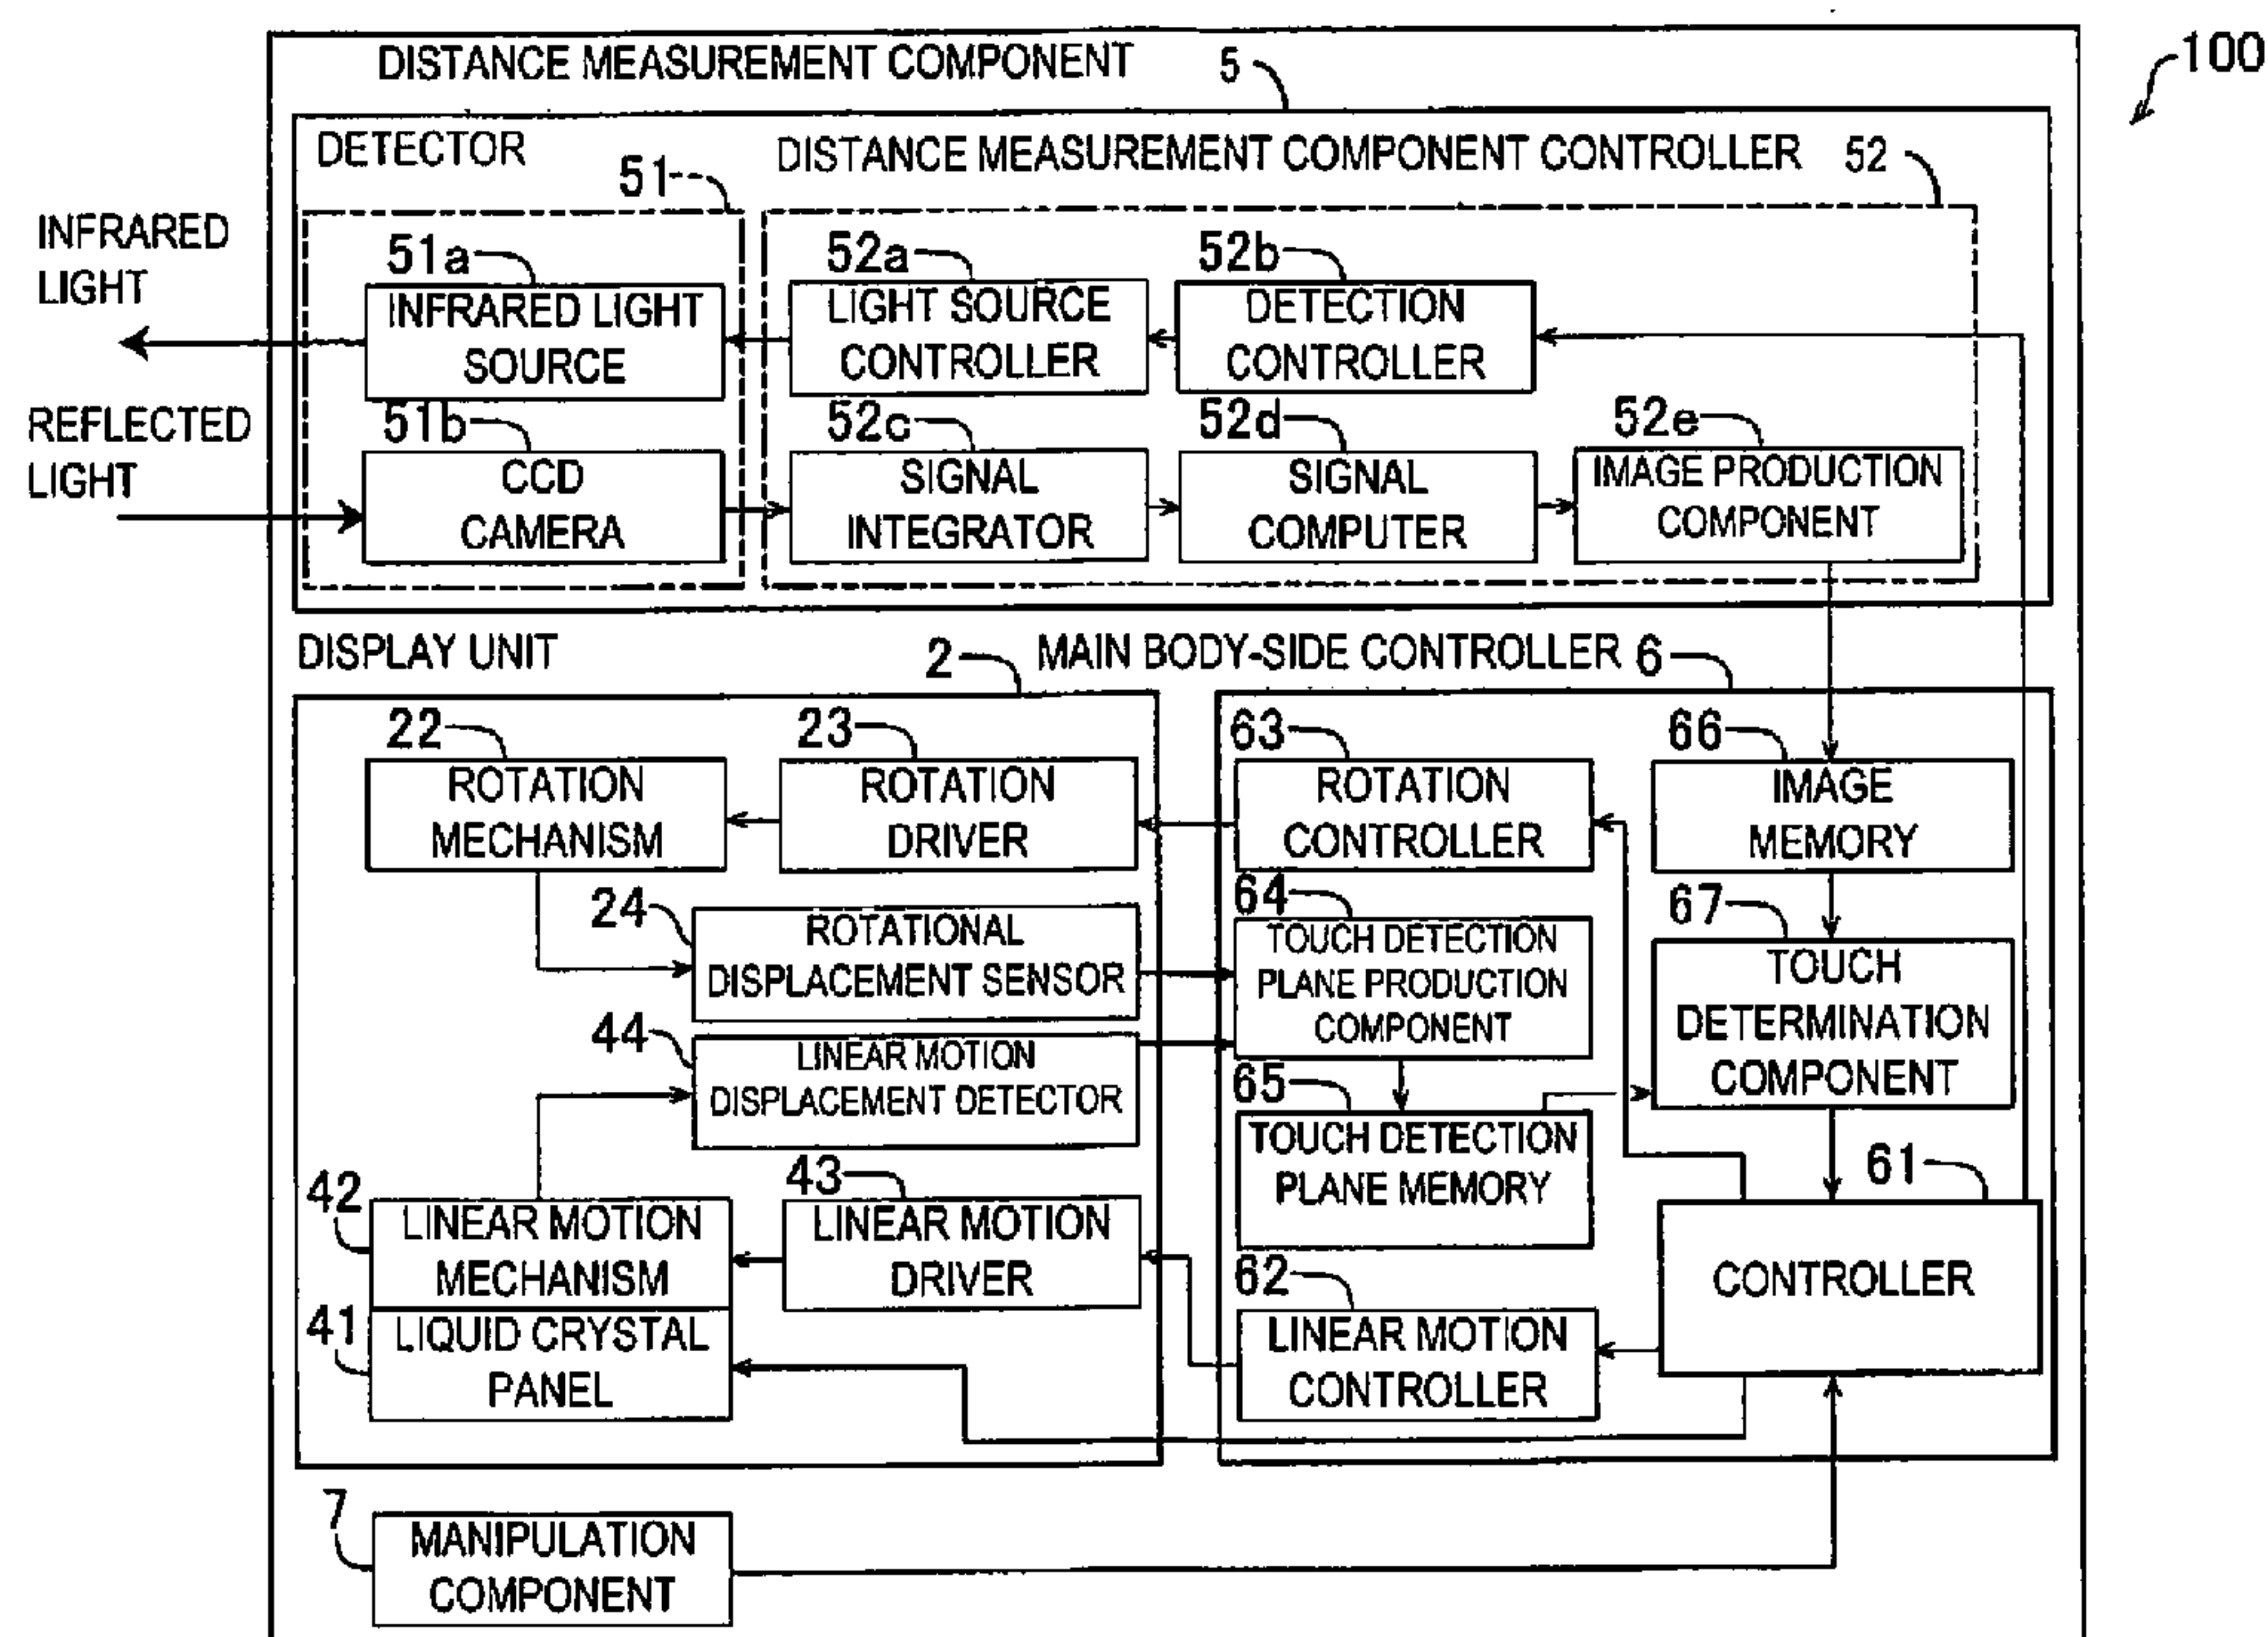 100
DISTANCE MEASUREMENT COMPONENT 5
DETECTOR
DISTANCE MEASUREMENT COMPONENT CONTROLLER 52
51
INFRARED
LIGHT
REFLECTED
LIGHT
51a
INFRARED LIGHT
SOURCE
52a
LIGHT SOURCE
CONTROLLER
52b
DETECTION
CONTROLLER
51b
CCD
CAMERA
52c
SIGNAL
INTEGRATOR
52d
SIGNAL
COMPUTER
52e
IMAGE PRODUCTION
COMPONENT
DISPLAY UNIT 2
MAIN BODY-SIDE CONTROLLER 6
22
ROTATION
MECHANISM
23
ROTATION
DRIVER
63
ROTATION
CONTROLLER
66
IMAGE
MEMORY
24
ROTATIONAL
DISPLACEMENT SENSOR
64
TOUCH DETECTION
PLANE PRODUCTION
COMPONENT
67
TOUCH
DETERMINATION
COMPONENT
44
LINEAR MOTION
DISPLACEMENT DETECTOR
65
TOUCH DETECTION
PLANE MEMORY
42
LINEAR MOTION
MECHANISM
43
LINEAR MOTION
DRIVER
61
CONTROLLER
41
LIQUID CRYSTAL
PANEL
62
LINEAR MOTION
CONTROLLER
7
MANIPULATION
COMPONENT